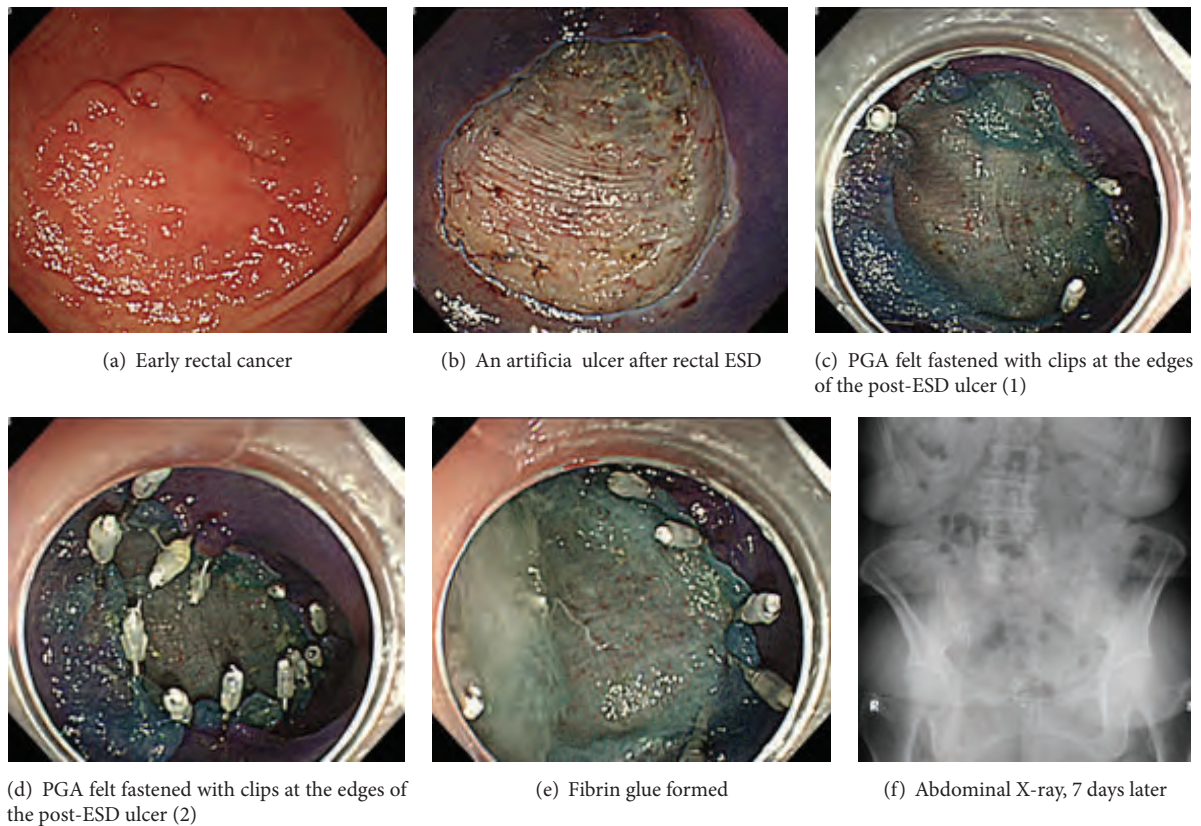 (a) Early rectal cancer
(b) An artificia ulcer after rectal ESD
(c) PGA felt fastened with clips at the edges
of the post-ESD ulcer (1)
(d) PGA felt fastened with clips at the edges of
the post-ESD ulcer (2)
(e) Fibrin glue formed
(f) Abdominal X-ray, 7 days later
R